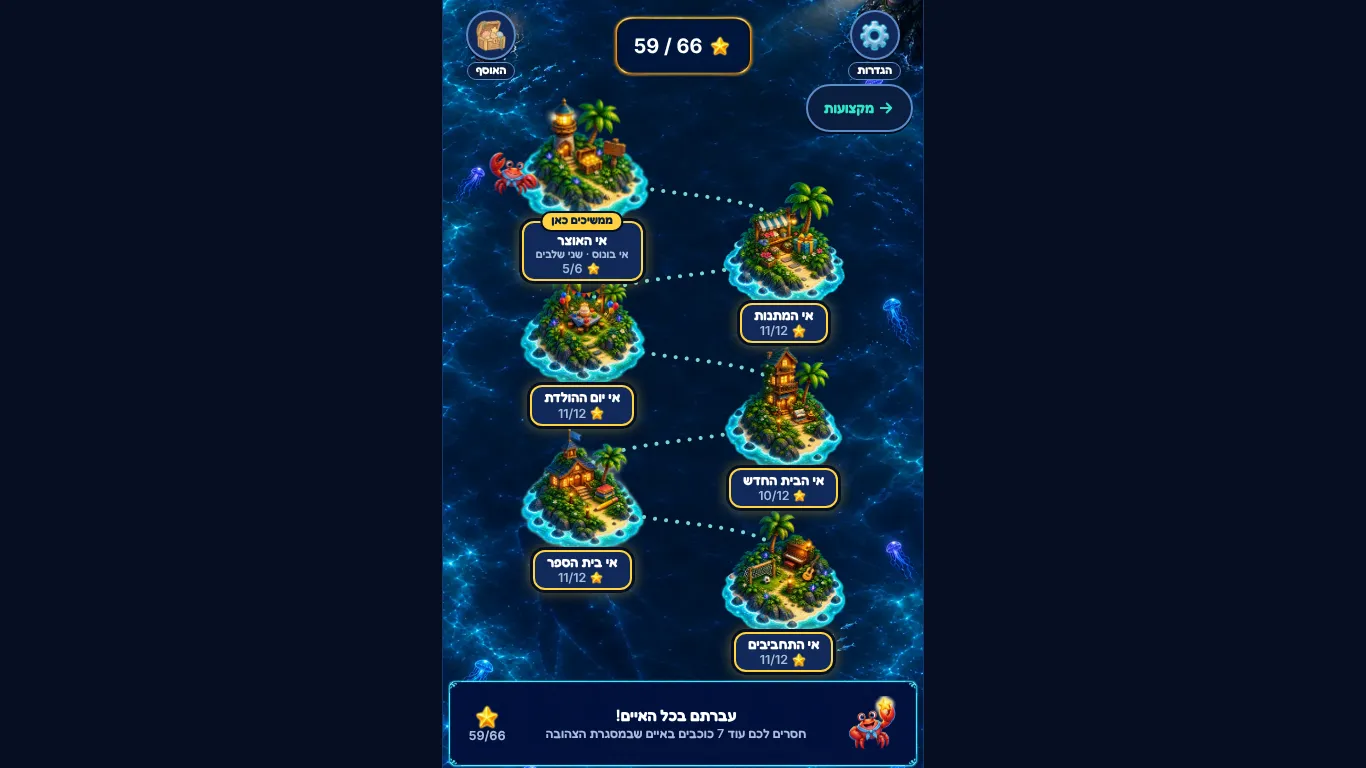 הגדרות
59 / 66
האוסף
מקצועות →
ממשיכים כאן
אי האוצר
אי בונוס · שני שלבים
5/6
אי המתנות
11/12
אי יום ההולדת
11/12
אי הבית החדש
10/12
אי בית הספר
11/12
אי התחביבים
11/12
עברתם בכל האיים!
חסרים לכם עוד 7 כוכבים באיים שבמסגרת הצהובה
59/66